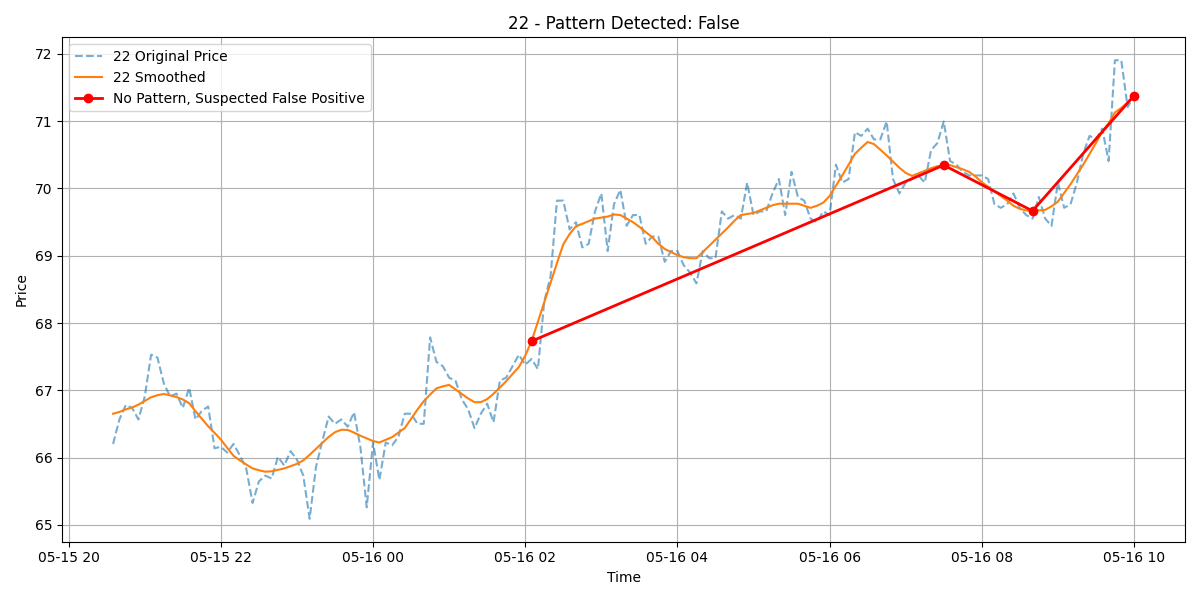 22 - Pattern Detected: False
22 Original Price
22 Smoothed
No Pattern, Suspected False Positive
Price
72
71
70
69
68
67
66
65
05-15 20 05-15 22 05-16 00 05-16 02 05-16 04 05-16 06 05-16 08 05-16 10
Time